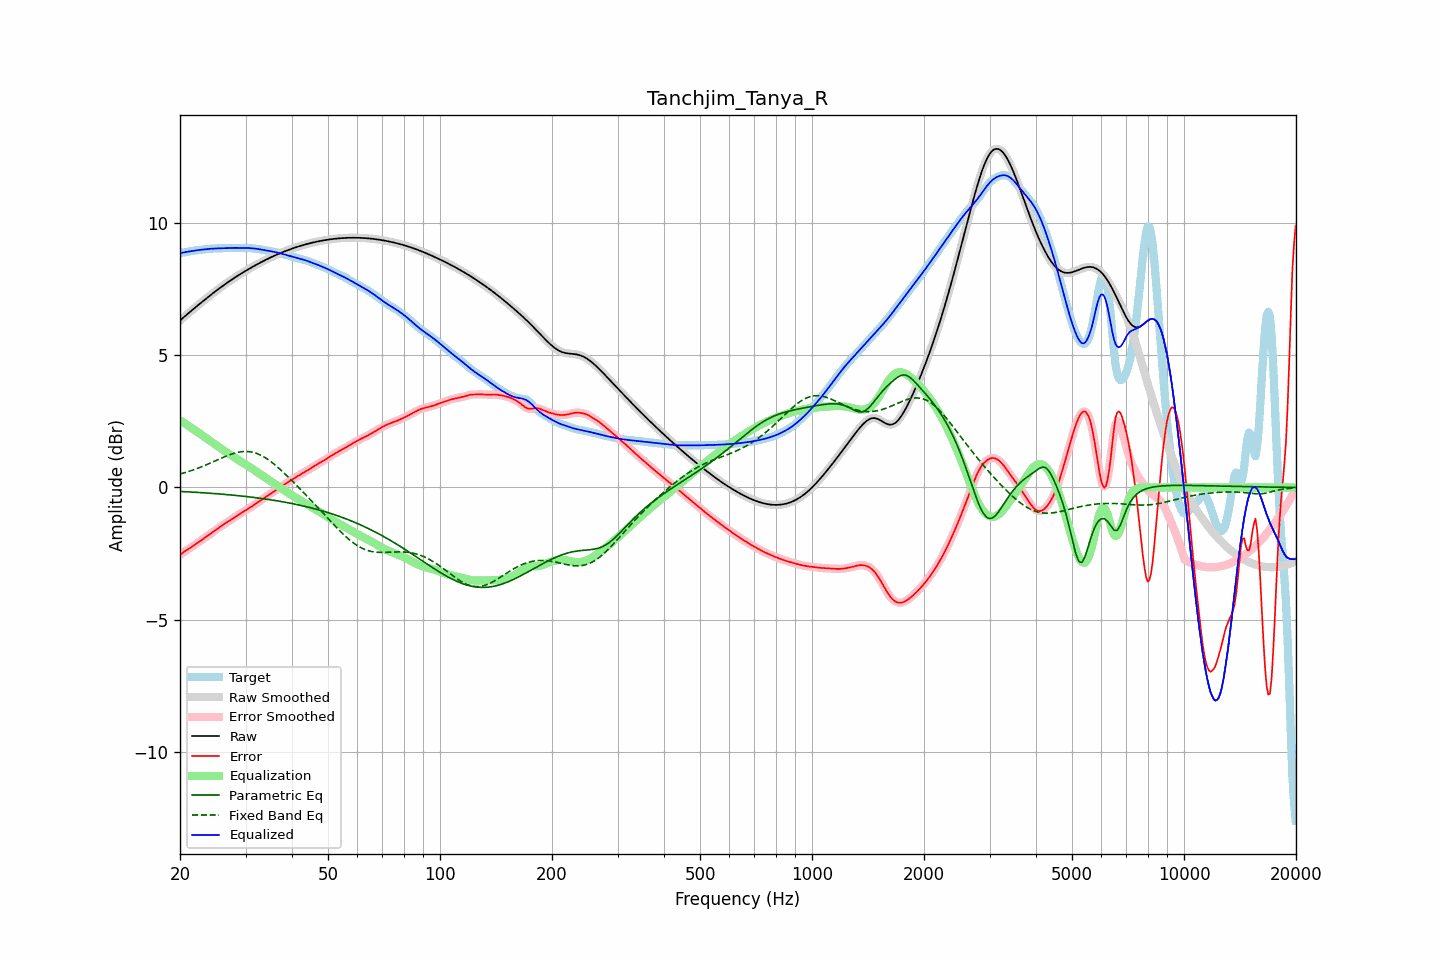 Tanchjim_Tanya_R
Amplitude (dBr)
10
5
0
−5
−10
Target
Raw Smoothed
Error Smoothed
Raw
Error
Equalization
Parametric Eq
Fixed Band Eq
Equalized
20 50 100 200 500 1000 2000 5000 10000 20000
Frequency (Hz)